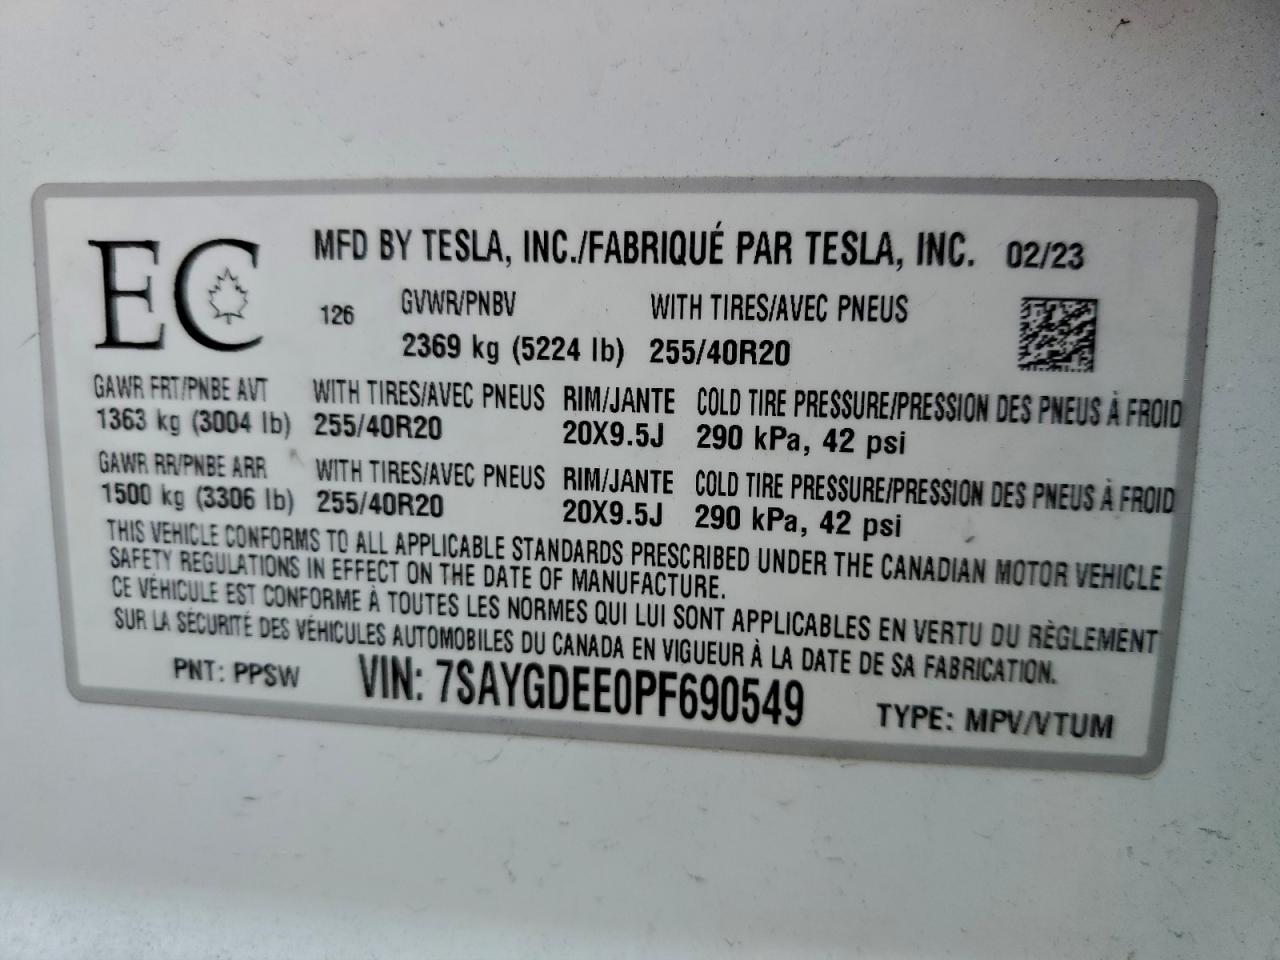 EC
MFD BY TESLA, INC./FABRIQUÉ PAR TESLA, INC. 02/23
126 GVWR/PNBV WITH TIRES/AVEC PNEUS
2369 kg (5224 lb) 255/40R20
GAWR FRT/PNBE AVT WITH TIRES/AVEC PNEUS RIM/JANTE COLD TIRE PRESSURE/PRESSION DES PNEUS À FROID
1363 kg (3004 lb) 255/40R20 20X9.5J 290 kPa, 42 psi
GAWR RR/PNBE ARR WITH TIRES/AVEC PNEUS RIM/JANTE COLD TIRE PRESSURE/PRESSION DES PNEUS À FROID
1500 kg (3306 lb) 255/40R20 20X9.5J 290 kPa, 42 psi
THIS VEHICLE CONFORMS TO ALL APPLICABLE STANDARDS PRESCRIBED UNDER THE CANADIAN MOTOR VEHICLE
SAFETY REGULATIONS IN EFFECT ON THE DATE OF MANUFACTURE.
CE VÉHICULE EST CONFORME À TOUTES LES NORMES QUI LUI SONT APPLICABLES EN VERTU DU RÈGLEMENT
SUR LA SÉCURITÉ DES VÉHICULES AUTOMOBILES DU CANADA EN VIGUEUR À LA DATE DE SA FABRICATION.
PNT: PPSW VIN: 7SAYGDEE0PF690549 TYPE: MPV/VTUM